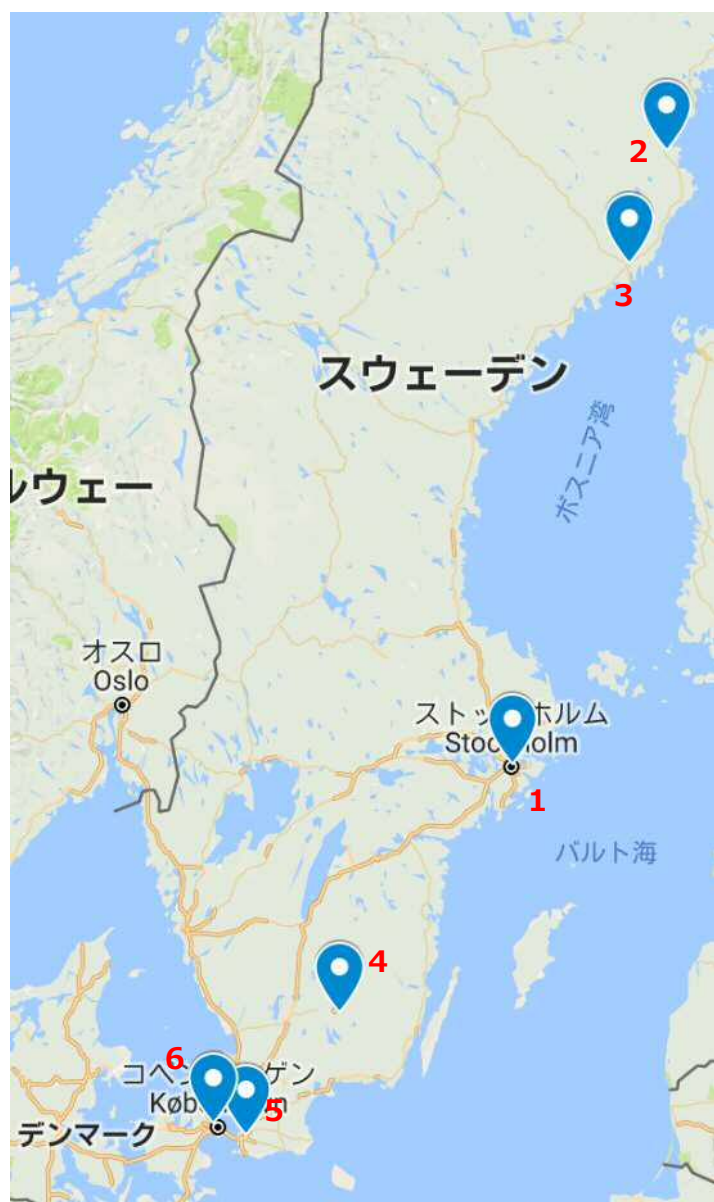 2
3
スウェーデン
ボスニア湾
ルウェー
オスロ
Oslo
ストッ ホルム
Stoc olm
1
バルト海
4
6
コペン ゲン
Køb n
5
デンマーク